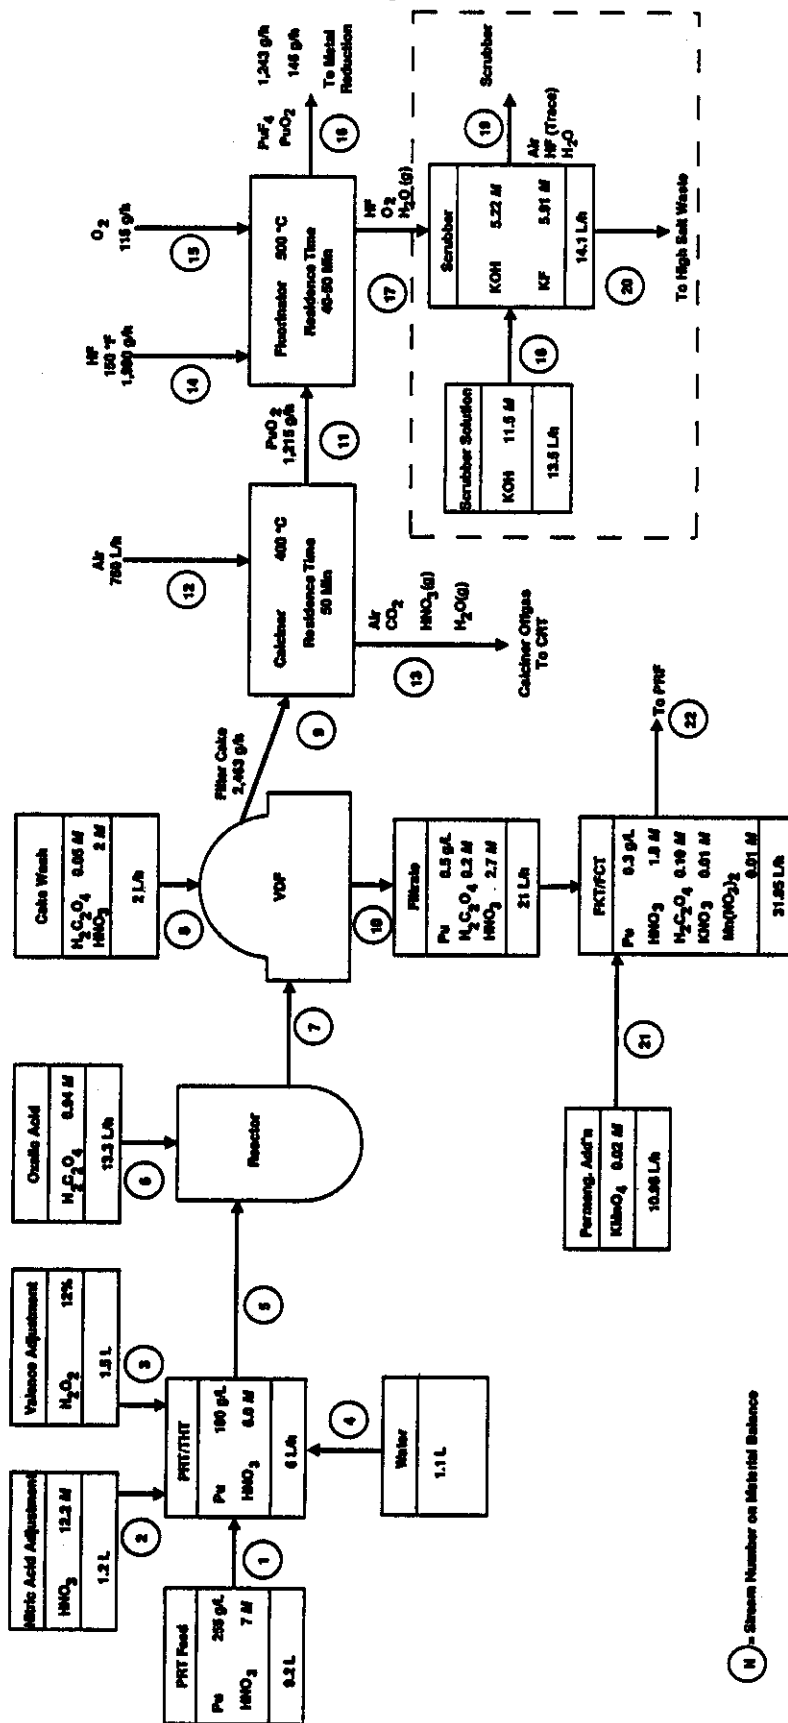 Nitric Acid Adjustment
HNO3 12.2 M
1.2 L
2
Valence Adjustment
H2O2 12%
1.5 L
3
PRT Feed
Pu 255 g/L
HNO3 7 M
9.2 L
1
PRT/THT
Pu 180 g/L
HNO3
6 L/h
Water
1.1 L
4
5
Oxalic Acid
H2C2O4 0.94 M
13.3 L/h
6
Reactor
7
Cake Wash
H2C2O4 0.05 M
HNO3 2 M
2 L/h
8
VDF
Filter Cake
2,463 g/h
9
10
Filtrate
Pu 0.5 g/L
H2C2O4 0.2 M
HNO3 2.7 M
21 L/h
Permang. Add'n
KMnO4 0.02 M
10.95 L/h
21
FKT/FCT
Pu 0.3 g/L
HNO3 1.8 M
H2C2O4 0.10 M
KNO3 0.01 M
Mn(NO3)2
0.01 M
31.95 L/h
To PRF
22
Air
12
Calciner 400 °C
Residence Time
50 Min
Air
CO2
HNO3(g)
H2O(g)
13
Calciner Offgas
To CRT
PuO2
1,215 g/h
11
HF
150 °F
14
O2
115 g/h
15
Fluorinator 500 °C
Residence Time
40-50 Min
PuF4 1,243 g/h
PuO2 146 g/h
16
To Metal
Reduction
HF
O2
H2O(g)
17
Scrubber Solution
KOH 11.5 M
13.5 L/h
18
Scrubber
KOH 5.22 M
KF 5.91 M
14.1 L/h
19
Scrubber
Air
HF (Trace)
H2O
20
To High Salt Waste
N = Stream Number on Material Balance